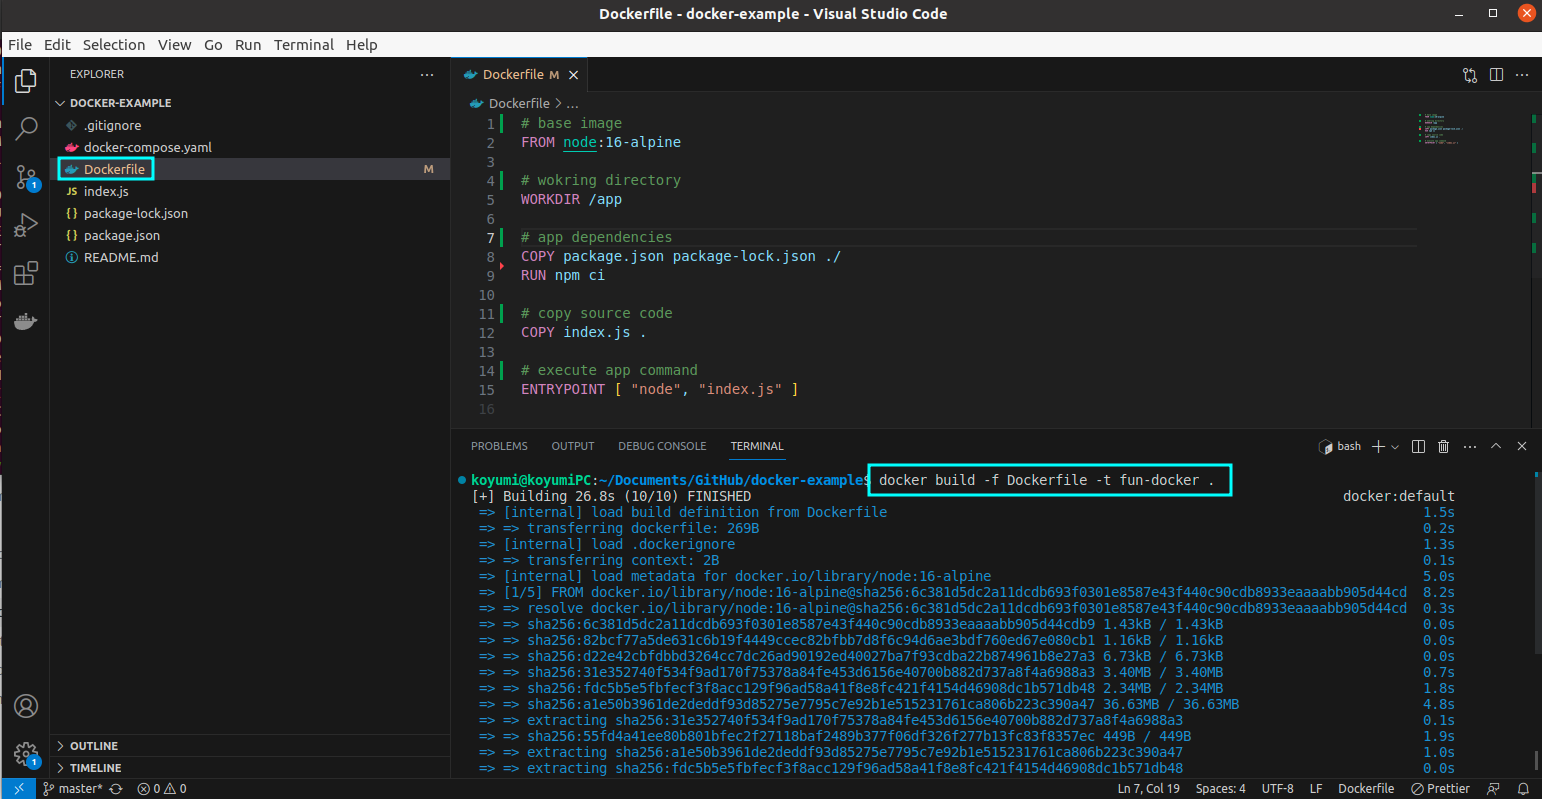 Dockerfile - docker-example - Visual Studio Code
File Edit Selection View Go Run Terminal Help
EXPLORER
DOCKER-EXAMPLE
.gitignore
docker-compose.yaml
Dockerfile M
JS index.js
{} package-lock.json
{} package.json
README.md
OUTLINE
TIMELINE
1
1
Dockerfile M
Dockerfile > ...
1 # base image
2 FROM node:16-alpine
3
4 # wokring directory
5 WORKDIR /app
6
7 # app dependencies
8 COPY package.json package-lock.json ./
9 RUN npm ci
10
11 # copy source code
12 COPY index.js .
13
14 # execute app command
15 ENTRYPOINT [ "node", "index.js" ]
16
PROBLEMS OUTPUT DEBUG CONSOLE TERMINAL bash
koyumi@koyumiPC:~/Documents/GitHub/docker-example$ docker build -f Dockerfile -t fun-docker .
[+] Building 26.8s (10/10) FINISHED docker:default
=> [internal] load build definition from Dockerfile 1.5s
=> => transferring dockerfile: 269B 0.2s
=> [internal] load .dockerignore 1.3s
=> => transferring context: 2B 0.1s
=> [internal] load metadata for docker.io/library/node:16-alpine 5.0s
=> [1/5] FROM docker.io/library/node:16-alpine@sha256:6c381d5dc2a11dcdb693f0301e8587e43f440c90cdb8933eaaaabb905d44cd 8.2s
=> => resolve docker.io/library/node:16-alpine@sha256:6c381d5dc2a11dcdb693f0301e8587e43f440c90cdb8933eaaaabb905d44cd 0.3s
=> => sha256:6c381d5dc2a11dcdb693f0301e8587e43f440c90cdb8933eaaaabb905d44cdb9 1.43kB / 1.43kB 0.0s
=> => sha256:82bcf77a5de631c6b19f4449ccec82bfbb7d8f6c94d6ae3bdf760ed67e080cb1 1.16kB / 1.16kB 0.0s
=> => sha256:d22e42cbfdbbd3264cc7dc26ad90192ed40027ba7f93cdba22b874961b8e27a3 6.73kB / 6.73kB 0.0s
=> => sha256:31e352740f534f9ad170f75378a84fe453d6156e40700b882d737a8f4a6988a3 3.40MB / 3.40MB 0.7s
=> => sha256:fdc5b5e5fbfecf3f8acc129f96ad58a41f8e8fc421f4154d46908dc1b571db48 2.34MB / 2.34MB 1.8s
=> => sha256:a1e50b3961de2deddf93d85275e7795c7e92b1e515231761ca806b223c390a47 36.63MB / 36.63MB 4.8s
=> => extracting sha256:31e352740f534f9ad170f75378a84fe453d6156e40700b882d737a8f4a6988a3 0.1s
=> => sha256:55fd4a41ee80b801bfec2f27118baf2489b377f06df326f277b13fc83f8357ec 449B / 449B 1.9s
=> => extracting sha256:a1e50b3961de2deddf93d85275e7795c7e92b1e515231761ca806b223c390a47 1.0s
=> => extracting sha256:fdc5b5e5fbfecf3f8acc129f96ad58a41f8e8fc421f4154d46908dc1b571db48 0.0s
master* 0 0 Ln 7, Col 19 Spaces: 4 UTF-8 LF Dockerfile Prettier